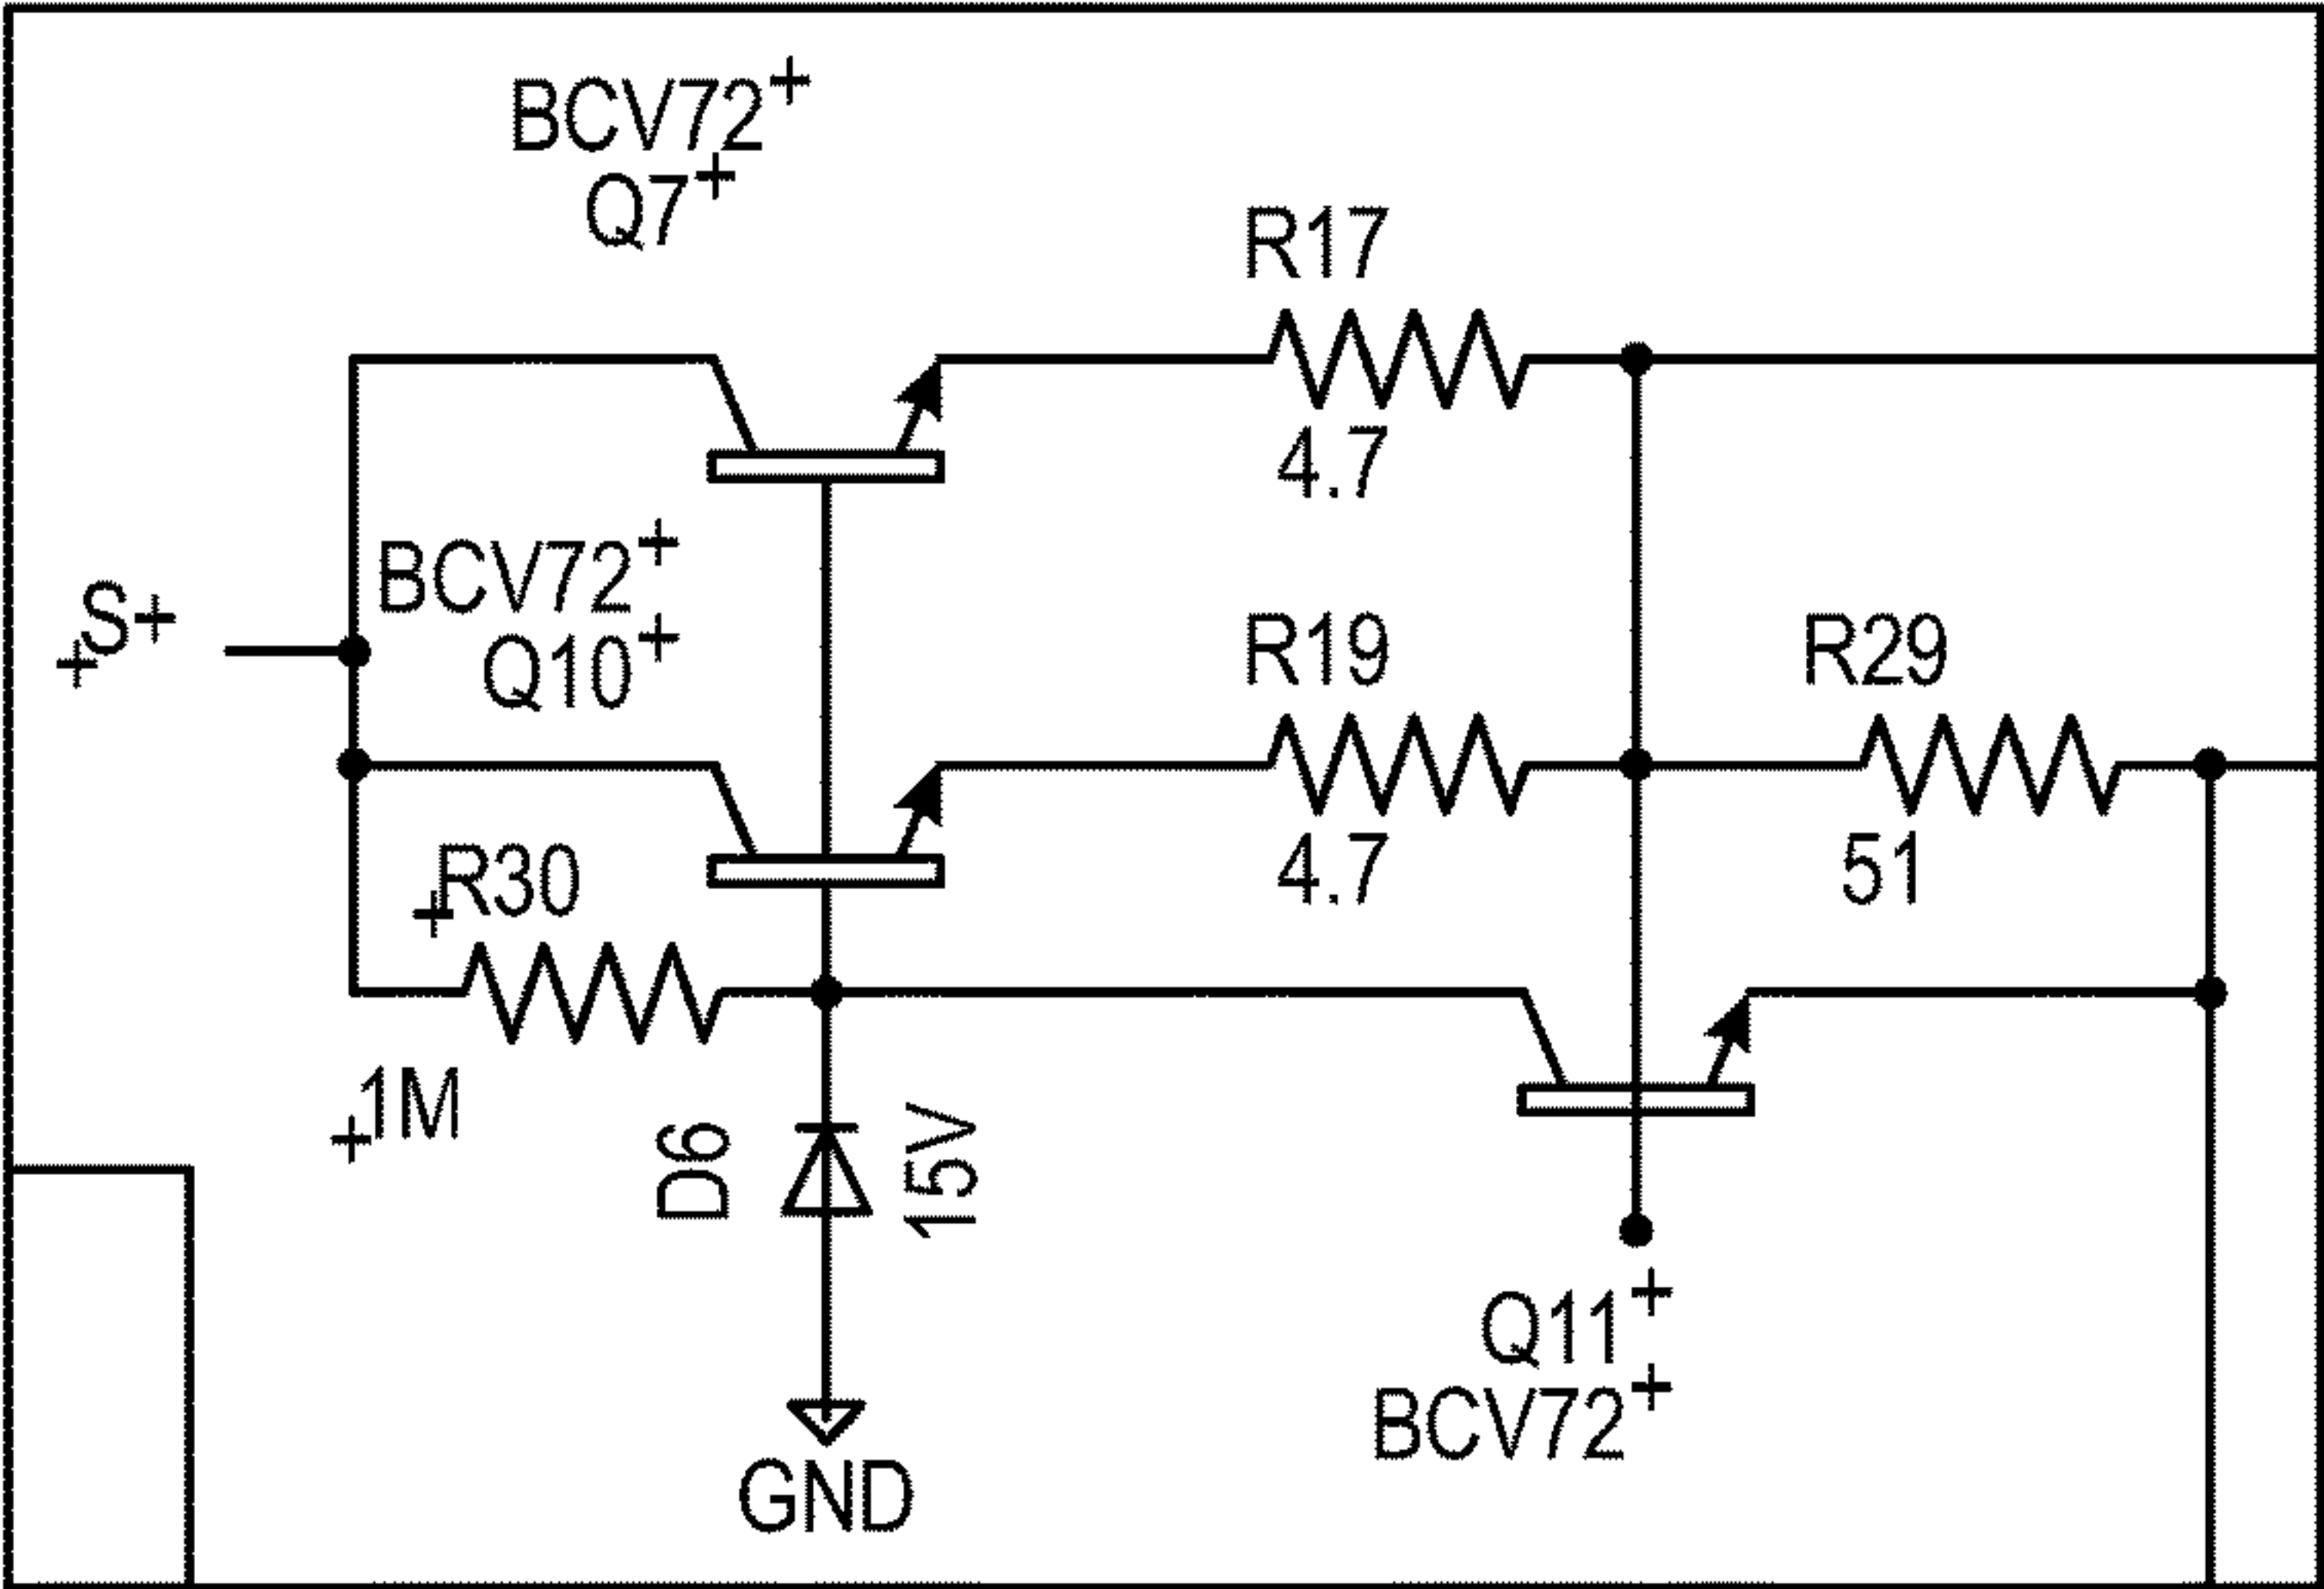 BCV72
Q7
R17
4.7
S+
BCV72
Q10
R19
4.7
R29
51
R30
1M
D6
15V
GND
Q11
BCV72